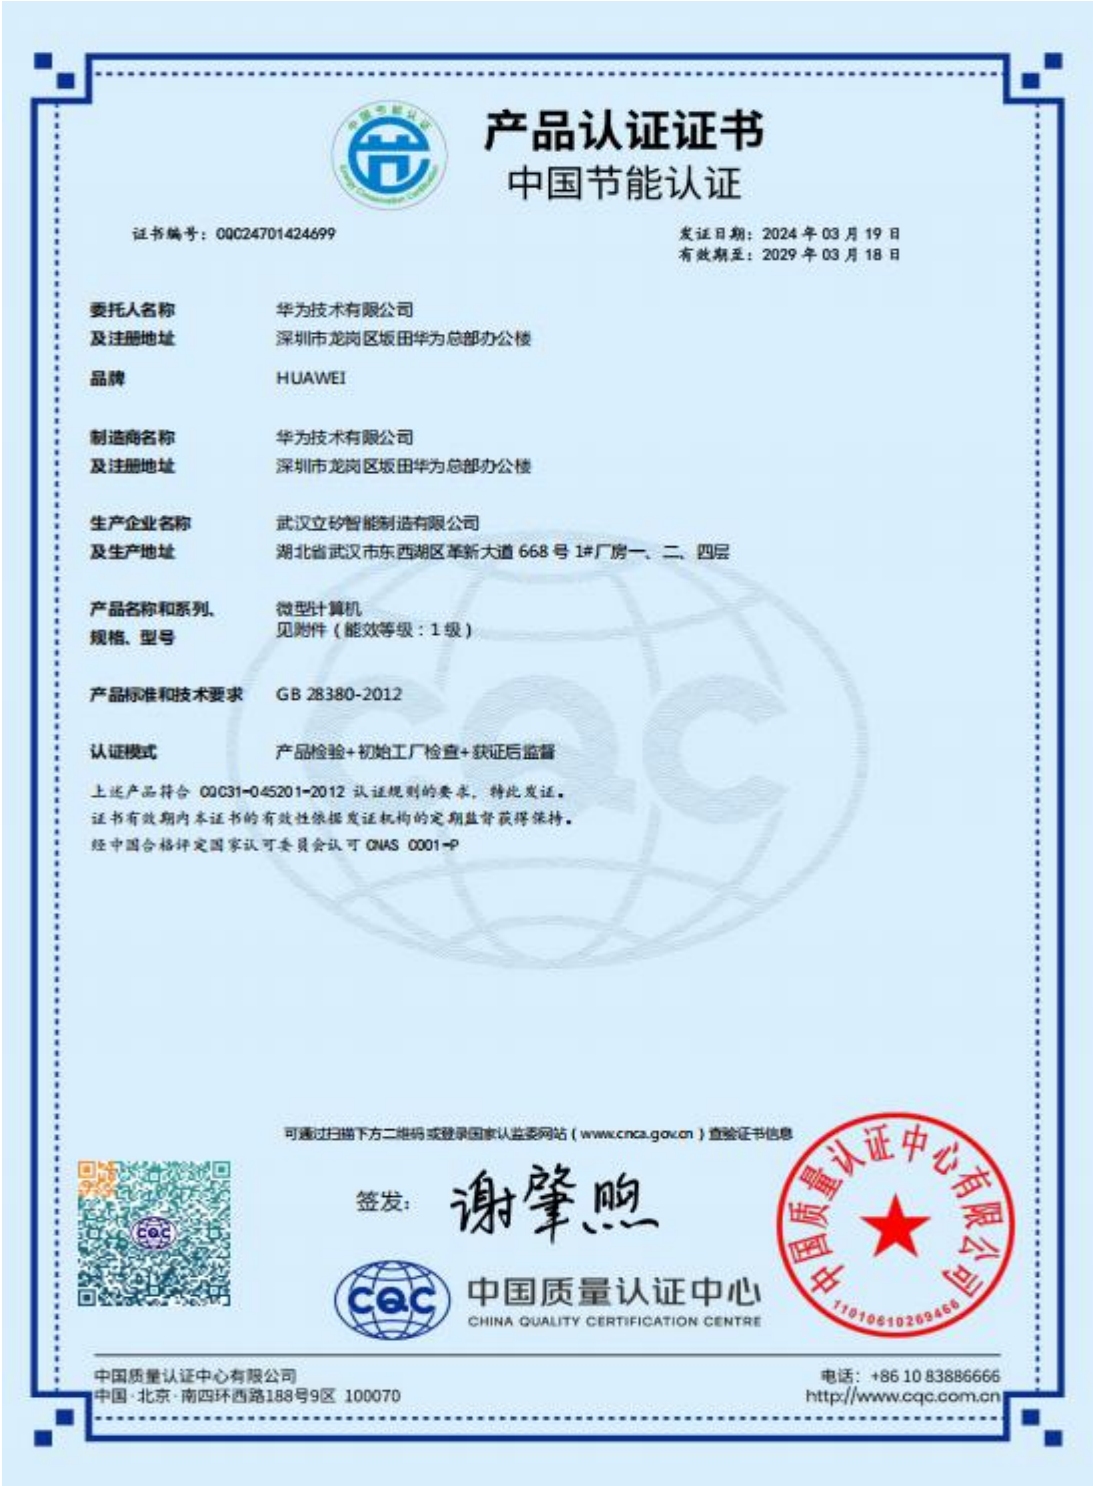 中国节能认证
Energy Conservation Certification
产品认证证书
中国节能认证
证书编号：CQC24701424699
发证日期：2024 年 03 月 19 日
有效期至：2029 年 03 月 18 日
委托人名称 华为技术有限公司
及注册地址 深圳市龙岗区坂田华为总部办公楼
品牌 HUAWEI
制造商名称 华为技术有限公司
及注册地址 深圳市龙岗区坂田华为总部办公楼
生产企业名称 武汉立矽智能制造有限公司
及生产地址 湖北省武汉市东西湖区革新大道 668 号 1#厂房一、二、四层
产品名称和系列、 微型计算机
规格、型号 见附件（能效等级：1 级）
产品标准和技术要求 GB 28380-2012
认证模式 产品检验+初始工厂检查+获证后监督
上述产品符合 CQC31-045201-2012 认证规则的要求，特此发证。
证书有效期内本证书的有效性依据发证机构的定期监督获得保持。
经中国合格评定国家认可委员会认可 CNAS C001-P
CQC
可通过扫描下方二维码或登录国家认监委网站（www.cnca.gov.cn）查验证书信息
签发： 谢肇煦
CQC
CQC
中国质量认证中心
CHINA QUALITY CERTIFICATION CENTRE
中国质量认证中心有限公司
11010610269466
中国质量认证中心有限公司
中国·北京·南四环西路188号9区 100070
电话：+86 10 83886666
http://www.cqc.com.cn